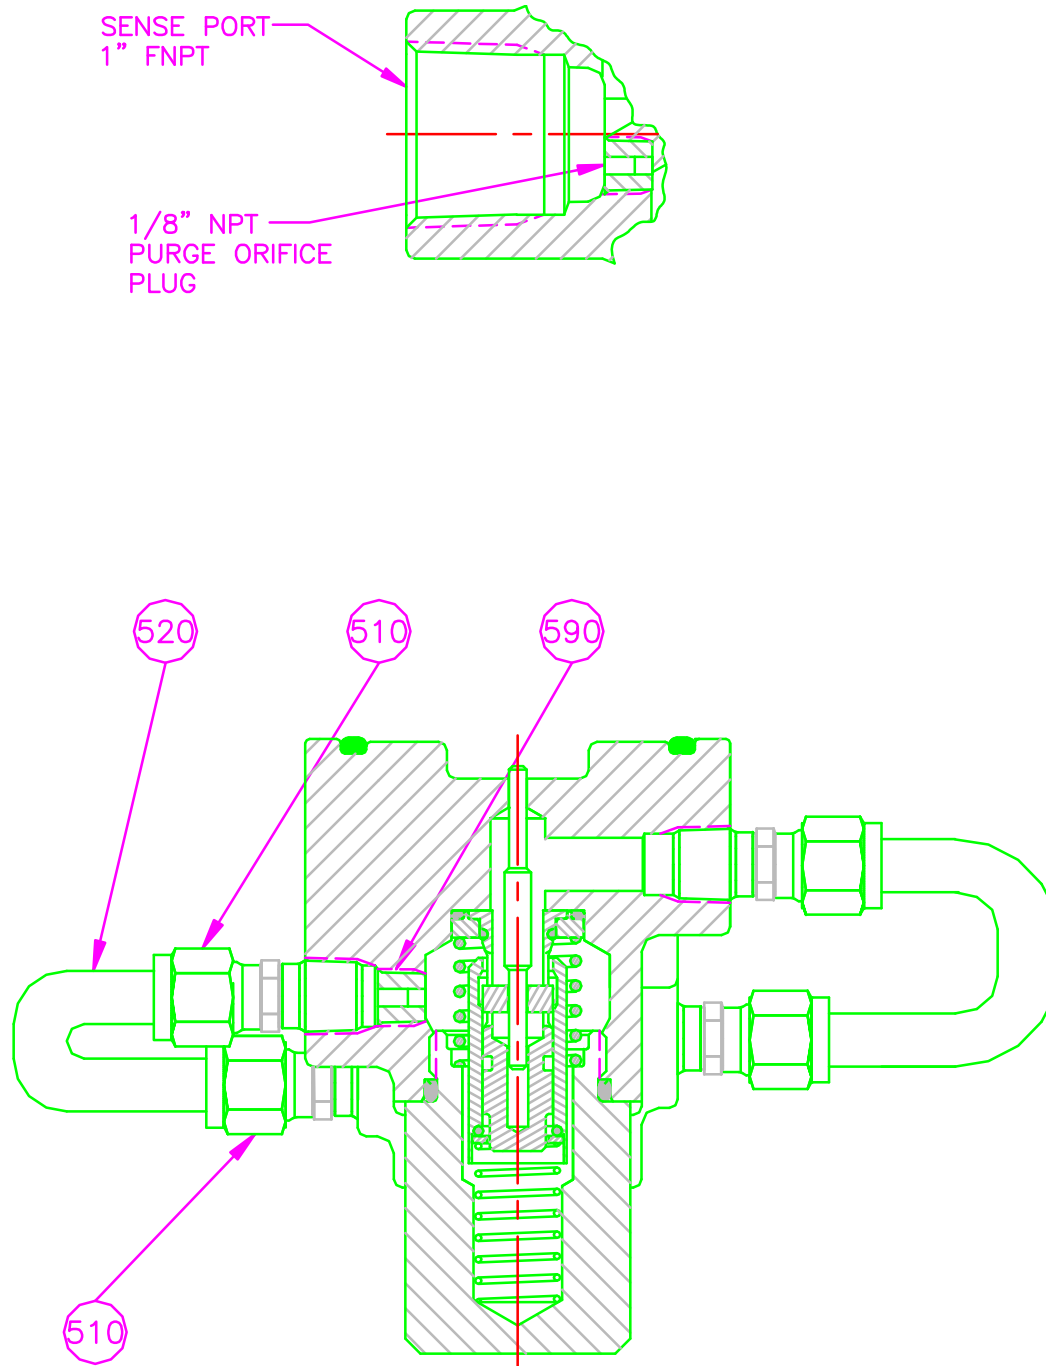 SENSE PORT
1” FNPT
1/8” NPT
PURGE ORIFICE
PLUG
520
510
590
510